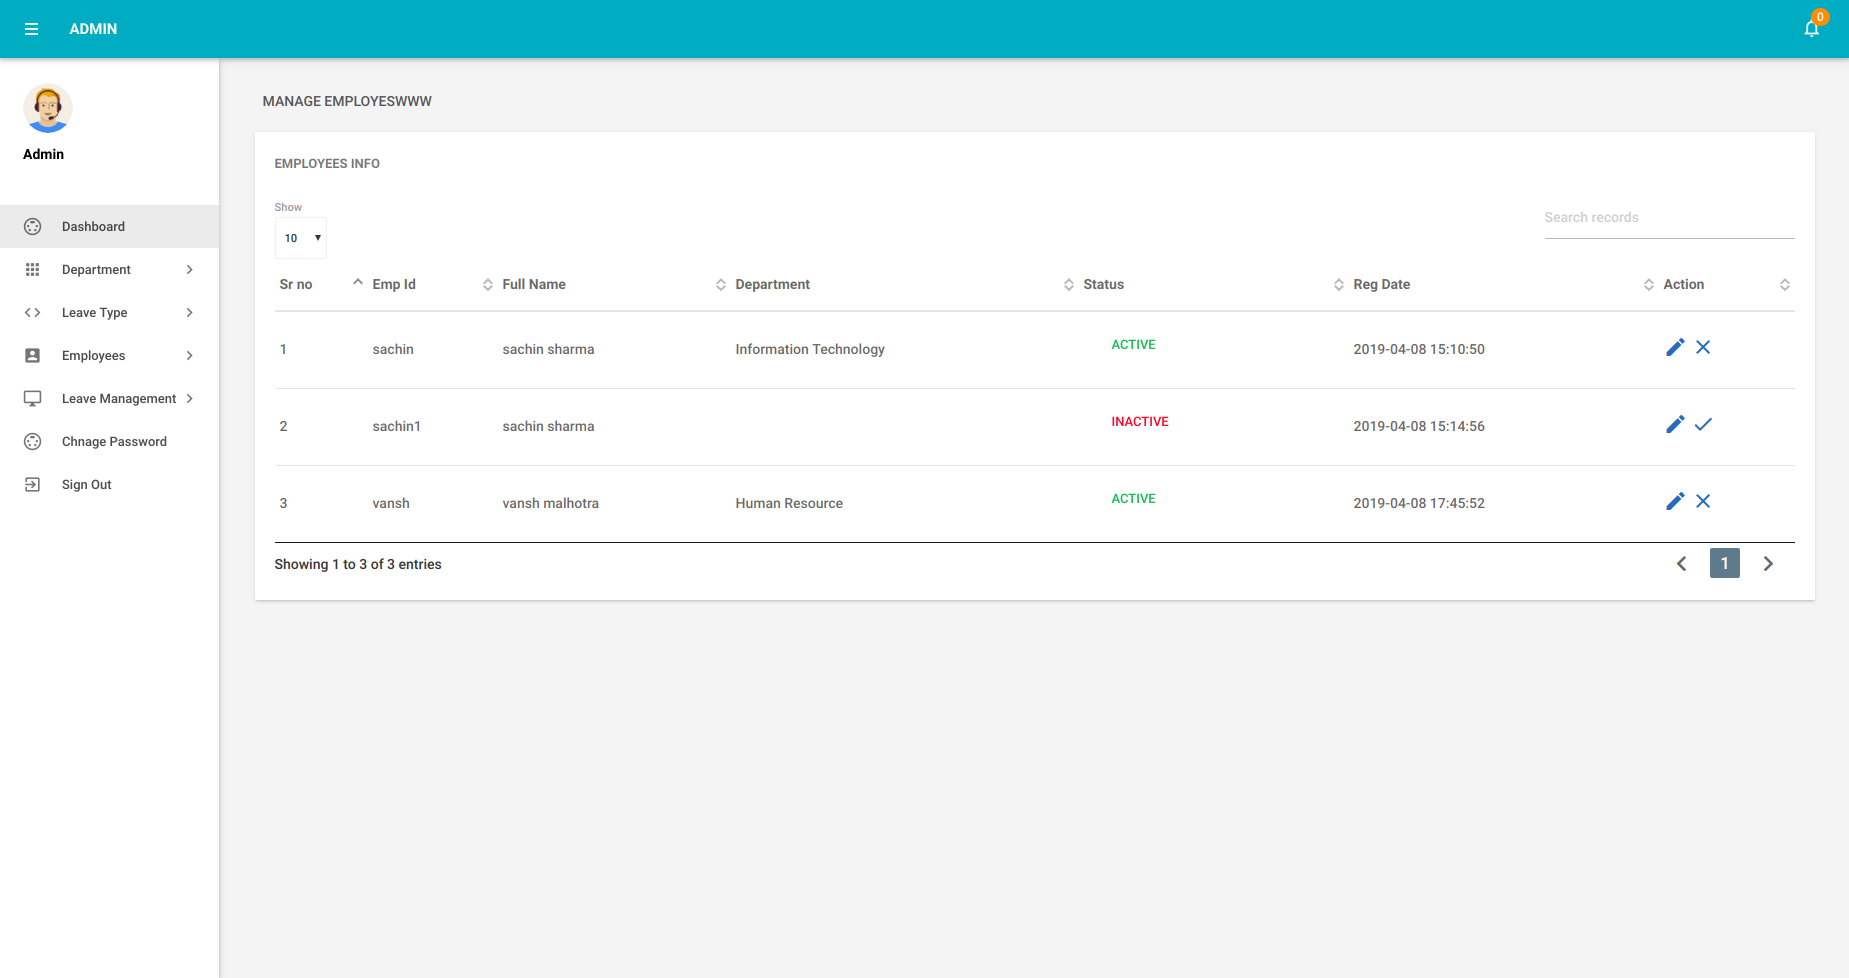 ADMIN
0
Admin
Dashboard
Department
Leave Type
Employees
Leave Management
Chnage Password
Sign Out
MANAGE EMPLOYESWWW
EMPLOYEES INFO
Show
10
Search records
Sr no Emp Id Full Name Department Status Reg Date Action
1 sachin sachin sharma Information Technology ACTIVE 2019-04-08 15:10:50
2 sachin1 sachin sharma INACTIVE 2019-04-08 15:14:56
3 vansh vansh malhotra Human Resource ACTIVE 2019-04-08 17:45:52
Showing 1 to 3 of 3 entries
1